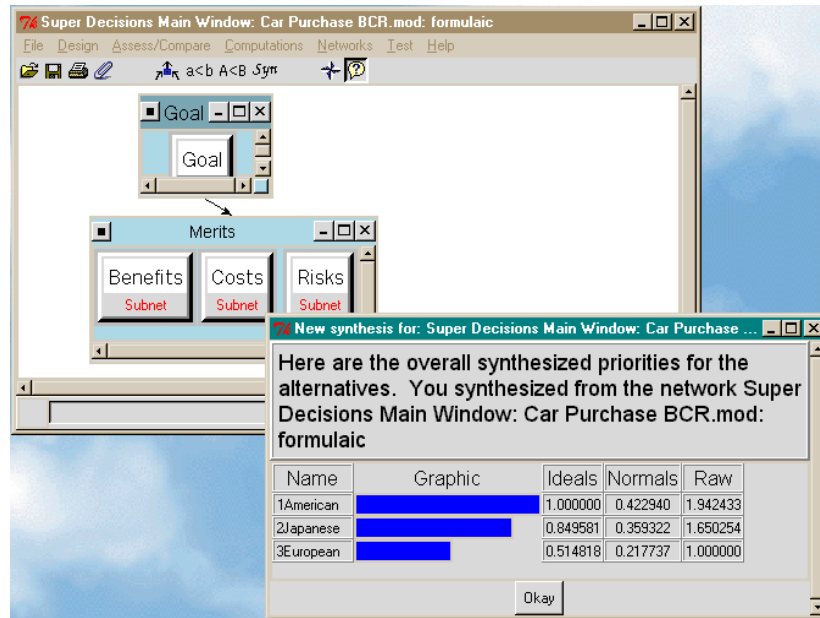 Super Decisions Main Window: Car Purchase BCR.mod: formulaic
File Design Assess/Compare Computations Networks Test Help
a<b A<B Syn
Goal
Goal
Merits
Benefits Costs Risks
Subnet Subnet Subnet
New synthesis for: Super Decisions Main Window: Car Purchase ...
Here are the overall synthesized priorities for the
alternatives. You synthesized from the network Super
Decisions Main Window: Car Purchase BCR.mod:
formulaic
Name Graphic Ideals Normals Raw
1American 1.000000 0.422940 1.942433
2Japanese 0.849581 0.359322 1.650254
3European 0.514818 0.217737 1.000000
Okay